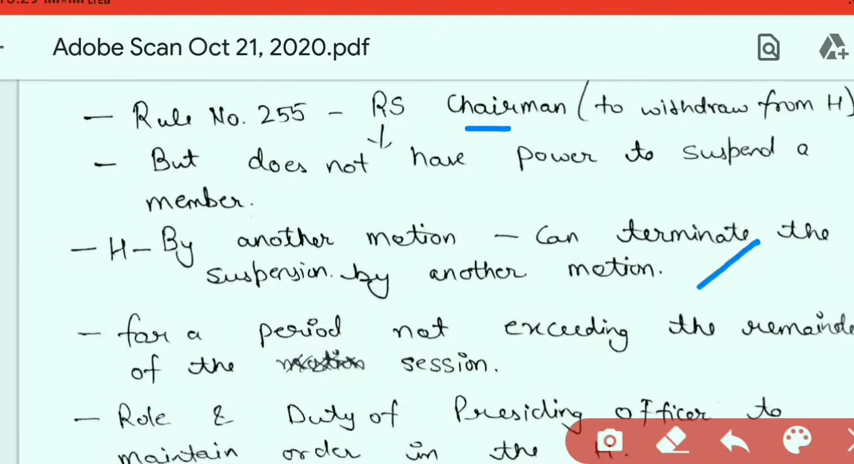 Adobe Scan Oct 21, 2020.pdf
- Rule No. 255 - RS Chairman (to withdraw from H)
- But does not have power to suspend a
member.
- H - By another motion - Can terminate the
suspension by another motion.
- for a period not exceeding the remainde
of the session.
- Role & Duty of Presiding officer to
maintain order in the H.